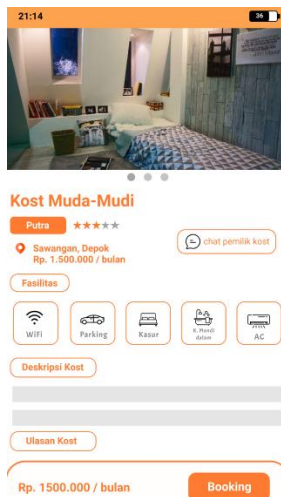 21:14
36
Kost Muda-Mudi
Putra
Sawangan, Depok
Rp. 1.500.000 / bulan
chat pemilik kost
Fasilitas
WiFi
Parking
Kasur
K. Mandi
dalam
AC
Deskripsi Kost
Ulasan Kost
Rp. 1500.000 / bulan
Booking